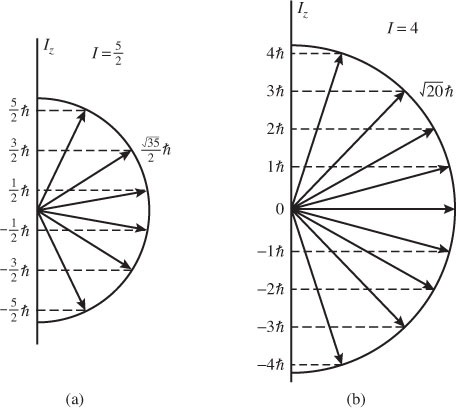 I_z
I = 5/2
5/2 ħ
3/2 ħ
√35/2 ħ
1/2 ħ
−1/2 ħ
−3/2 ħ
−5/2 ħ
(a)
I_z
I = 4
4ħ
3ħ
√20 ħ
2ħ
1ħ
0
−1ħ
−2ħ
−3ħ
−4ħ
(b)